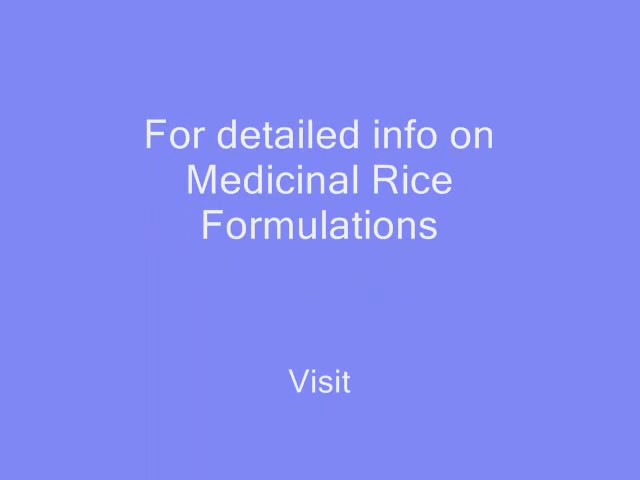 For detailed info on
Medicinal Rice
Formulations
Visit